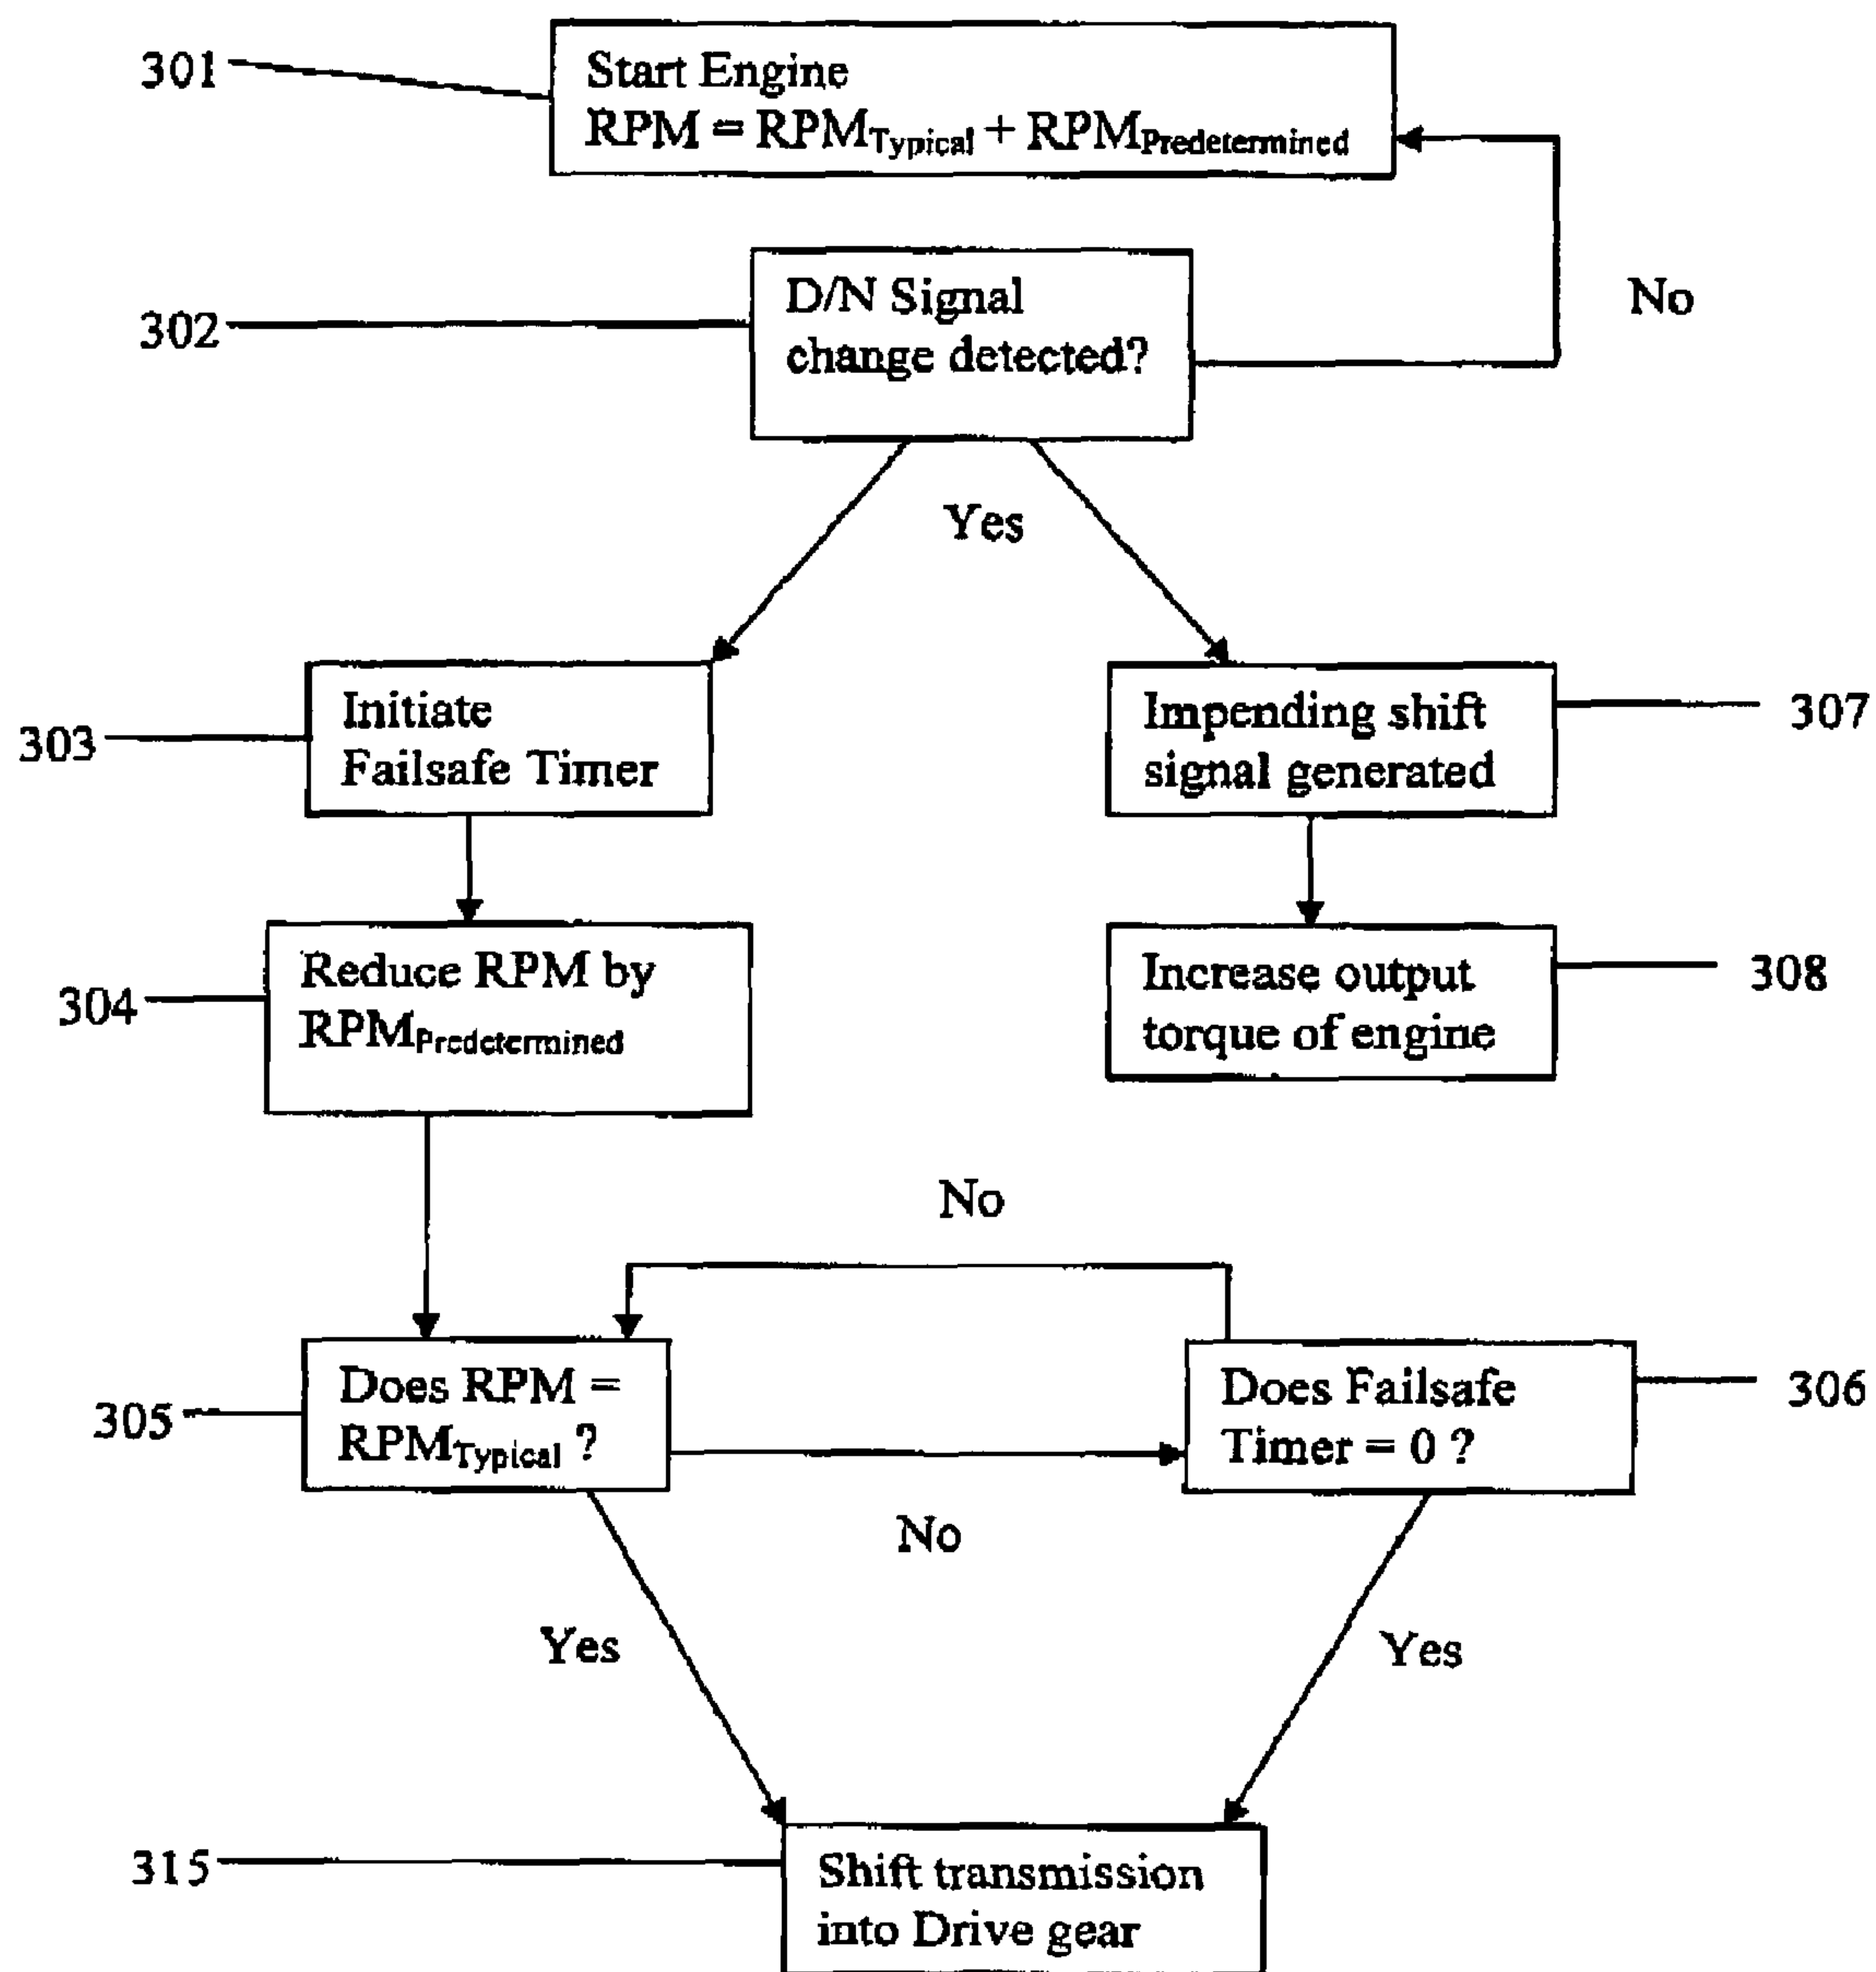 301
Start Engine
RPM = RPMTypical + RPMPredetermined
302
D/N Signal
change detected?
No
Yes
303
Initiate
Failsafe Timer
Impending shift
signal generated
307
304
Reduce RPM by
RPMPredetermined
Increase output
torque of engine
308
No
305
Does RPM =
RPMTypical ?
Does Failsafe
Timer = 0 ?
306
No
Yes
Yes
315
Shift transmission
into Drive gear